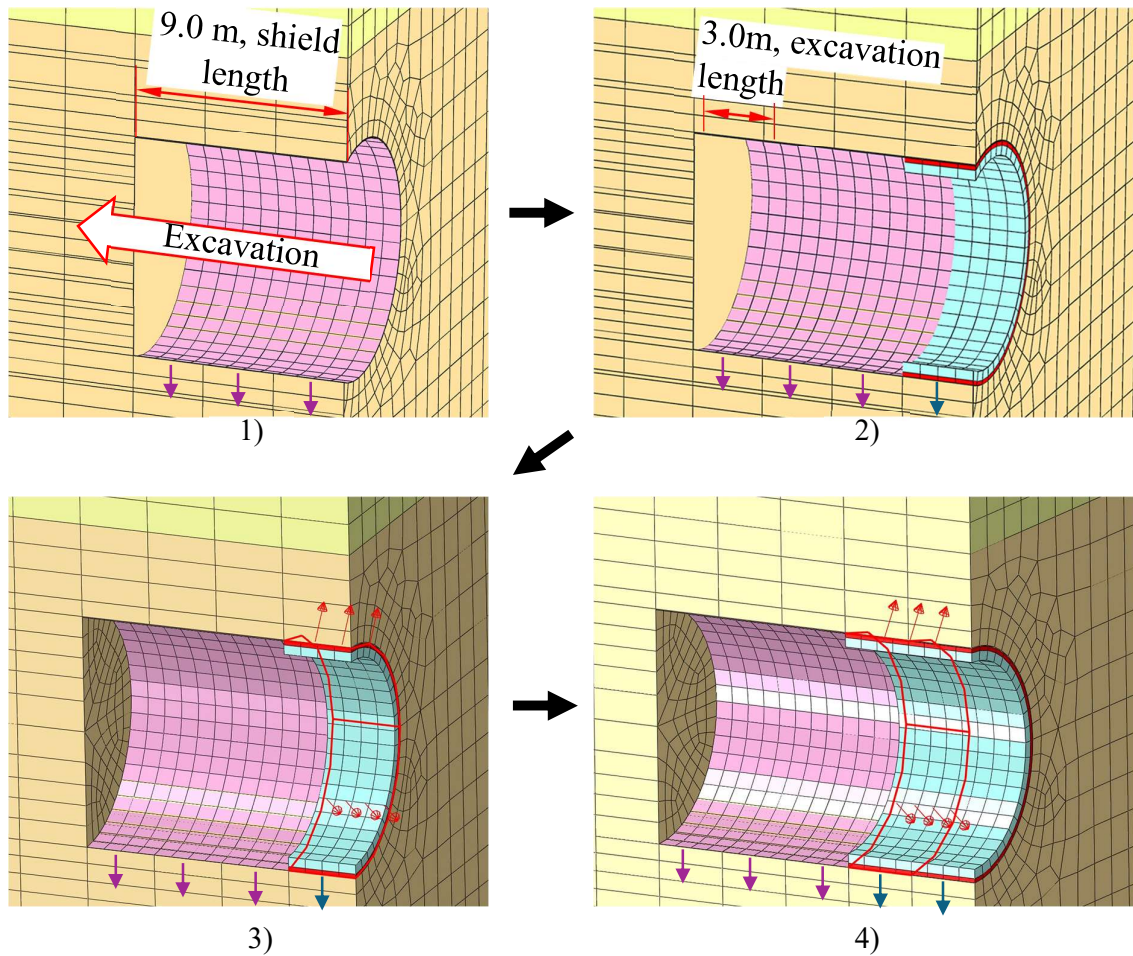 9.0 m, shield
length
Excavation
1)
3.0m, excavation
length
2)
3)
4)